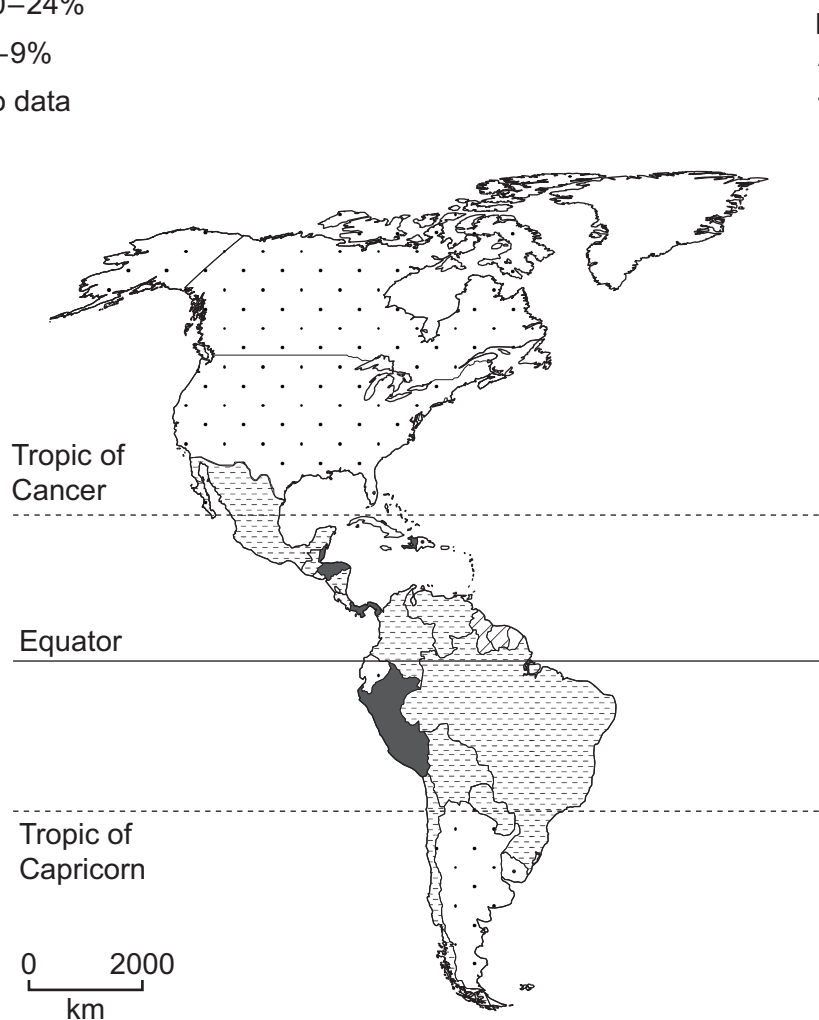 0–24%
-9%
o data
Tropic of
Cancer
Equator
Tropic of
Capricorn
0 2000
km